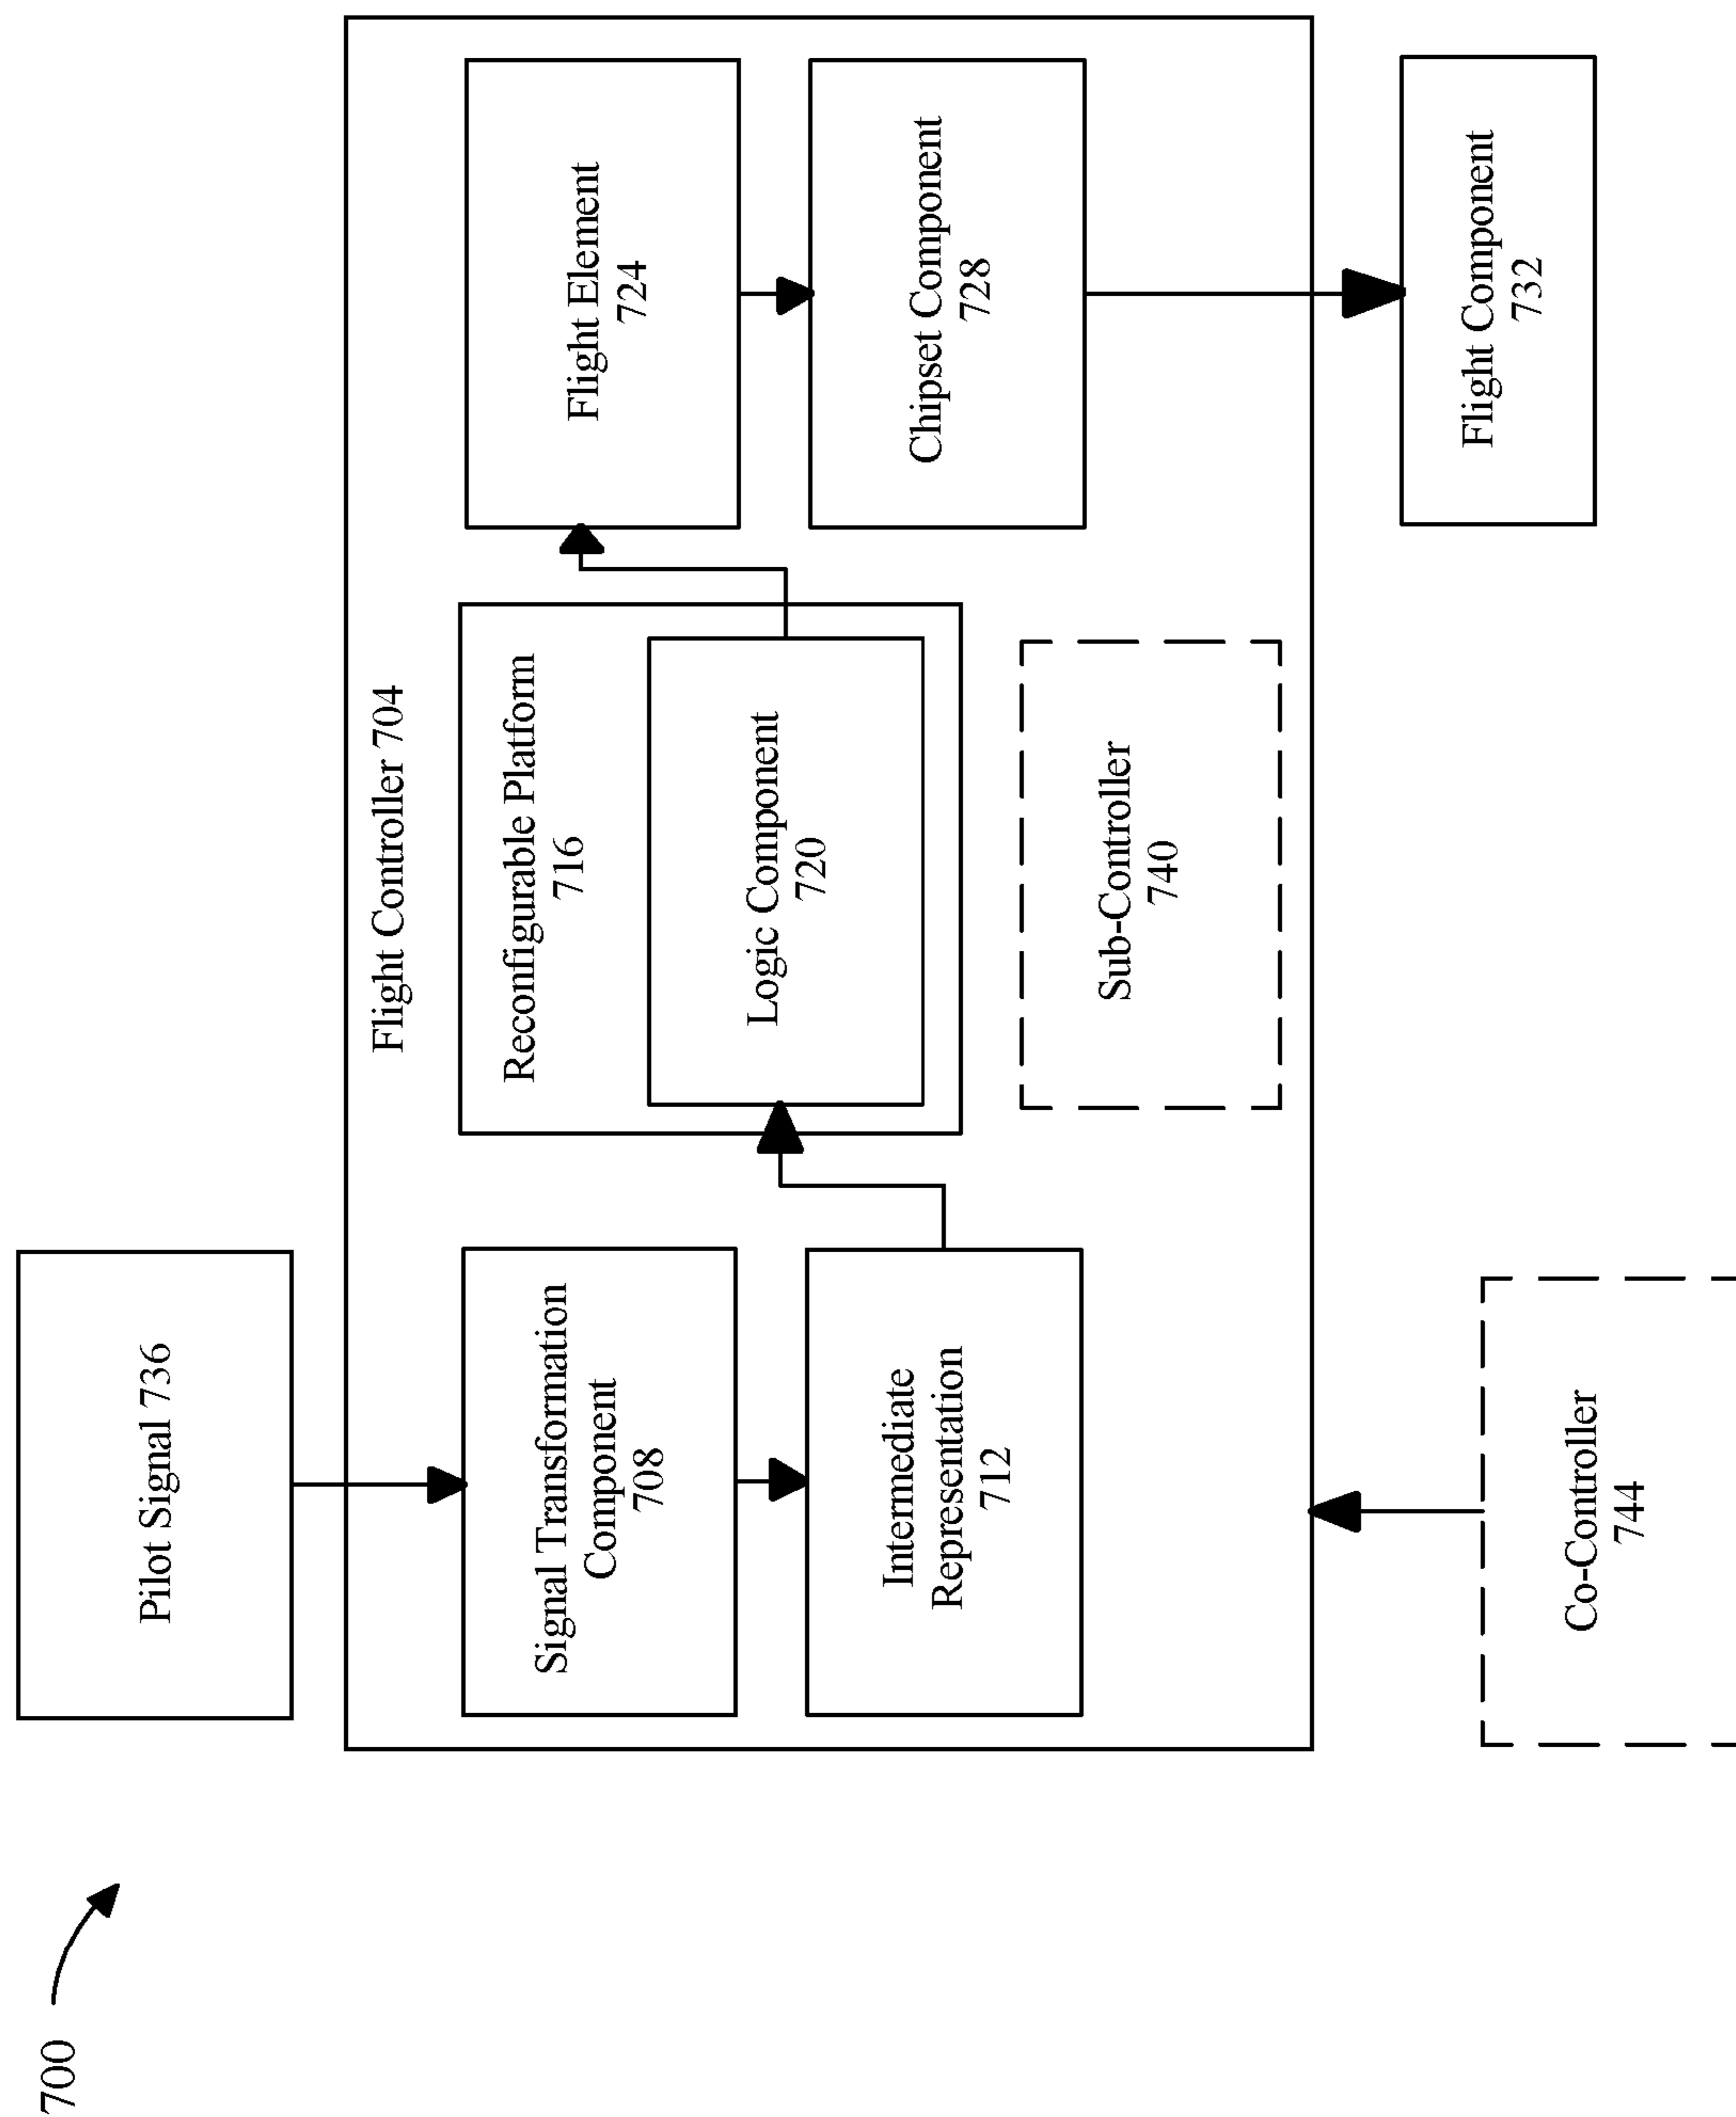 700
Pilot Signal 736
Flight Controller 704
Signal Transformation
Component
708
Intermediate
Representation
712
Reconfigurable Platform
716
Logic Component
720
Sub-Controller
740
Flight Element
724
Chipset Component
728
Co-Controller
744
Flight Component
732